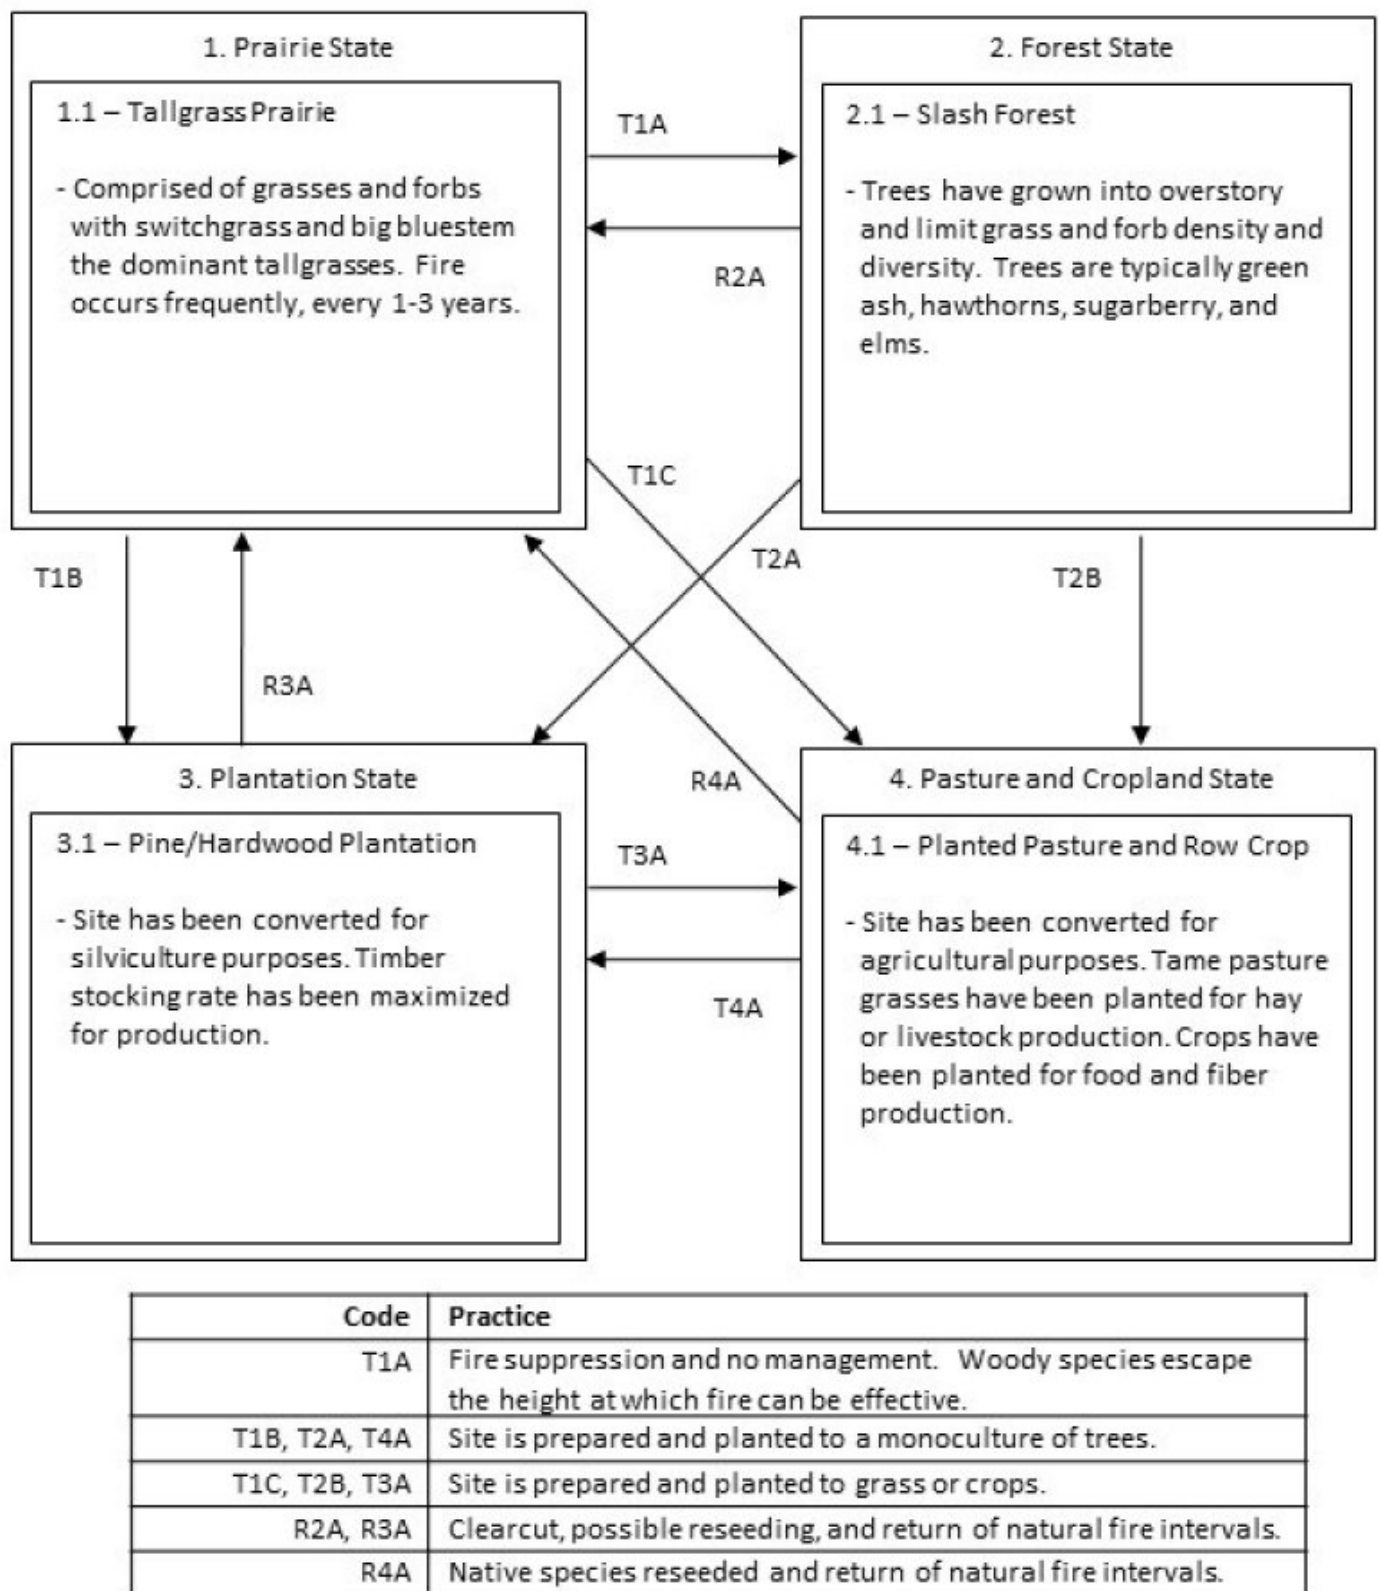 1. Prairie State
1.1 – Tallgrass Prairie
- Comprised of grasses and forbs
with switchgrass and big bluestem
the dominant tallgrasses. Fire
occurs frequently, every 1-3 years.
T1A
R2A
2. Forest State
2.1 – Slash Forest
- Trees have grown into overstory
and limit grass and forb density and
diversity. Trees are typically green
ash, hawthorns, sugarberry, and
elms.
T1C
T2A
T1B
T2B
R3A
R4A
3. Plantation State
3.1 – Pine/Hardwood Plantation
- Site has been converted for
silviculture purposes. Timber
stocking rate has been maximized
for production.
T3A
T4A
4. Pasture and Cropland State
4.1 – Planted Pasture and Row Crop
- Site has been converted for
agricultural purposes. Tame pasture
grasses have been planted for hay
or livestock production. Crops have
been planted for food and fiber
production.
Code Practice
T1A Fire suppression and no management. Woody species escape
the height at which fire can be effective.
T1B, T2A, T4A Site is prepared and planted to a monoculture of trees.
T1C, T2B, T3A Site is prepared and planted to grass or crops.
R2A, R3A Clearcut, possible reseeding, and return of natural fire intervals.
R4A Native species reseeded and return of natural fire intervals.